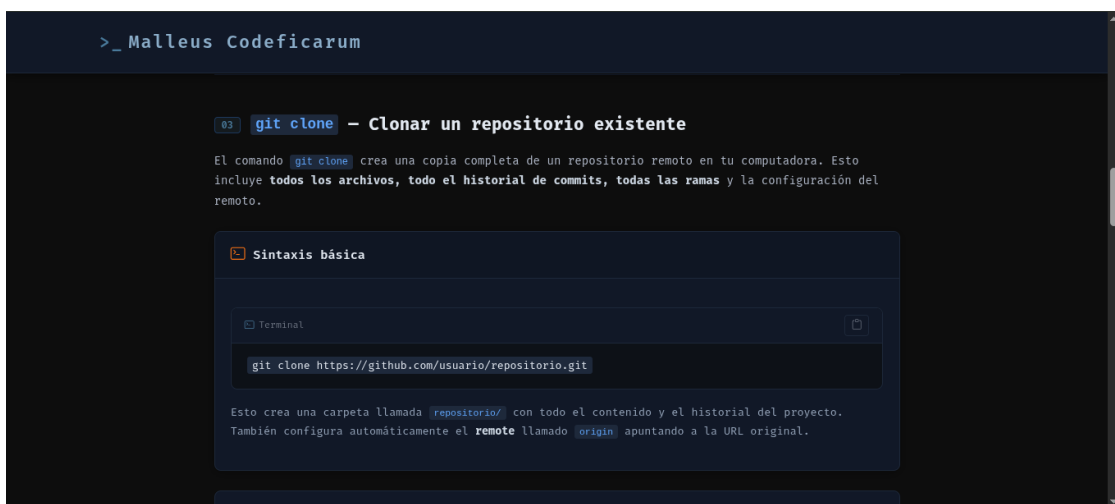 >_ Malleus Codeficarum
03 git clone — Clonar un repositorio existente
El comando git clone crea una copia completa de un repositorio remoto en tu computadora. Esto
incluye todos los archivos, todo el historial de commits, todas las ramas y la configuración del
remoto.
Sintaxis básica
Terminal
git clone https://github.com/usuario/repositorio.git
Esto crea una carpeta llamada repositorio/ con todo el contenido y el historial del proyecto.
También configura automáticamente el remote llamado origin apuntando a la URL original.